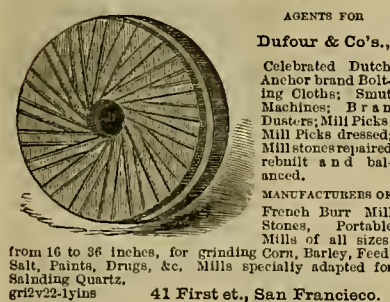 AGENTS FOR
Dufour & Co's.,
Celebrated Dutch
Anchor brand Bolt-
ing Cloths; Smut
Machines; Bran
Dusters; Mill Picks
Mill Picks dressed;
Millstones repaired
rebuilt and bal-
anced.
MANUFACTURERS OF
French Burr Mill
Stones, Portable
Mills of all sizes
from 16 to 36 inches, for grinding Corn, Barley, Feed
Salt, Paints, Drugs, &c. Mills specially adapted for
Salnding Quartz.
gri2v22-1yins 41 First et., San Francieco.